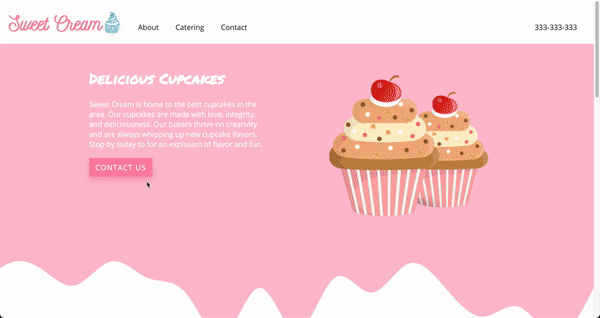 Sweet Cream
About
Catering
Contact
333-333-333
Delicious Cupcakes
Sweet Cream is home to the best cupcakes in the
area. Our cupcakes are made with love, integrity,
and deliciousness. Our bakers thrive on creativity
and are always whipping up new cupcake flavors.
Stop by today to for an explosion of flavor and fun.
CONTACT US